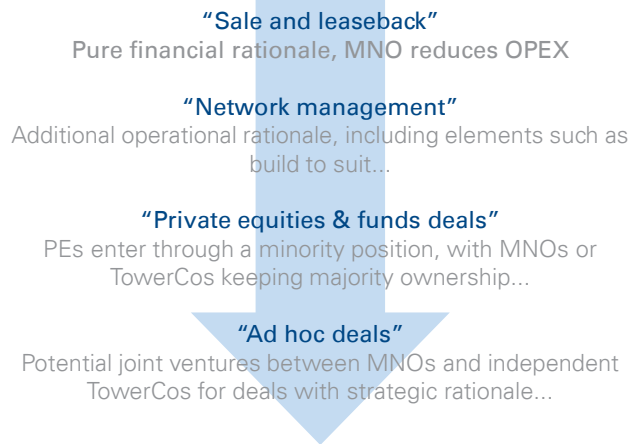 “Sale and leaseback”
Pure financial rationale, MNO reduces OPEX
“Network management”
Additional operational rationale, including elements such as
build to suit...
“Private equities & funds deals”
PEs enter through a minority position, with MNOs or
TowerCos keeping majority ownership...
“Ad hoc deals”
Potential joint ventures between MNOs and independent
TowerCos for deals with strategic rationale...